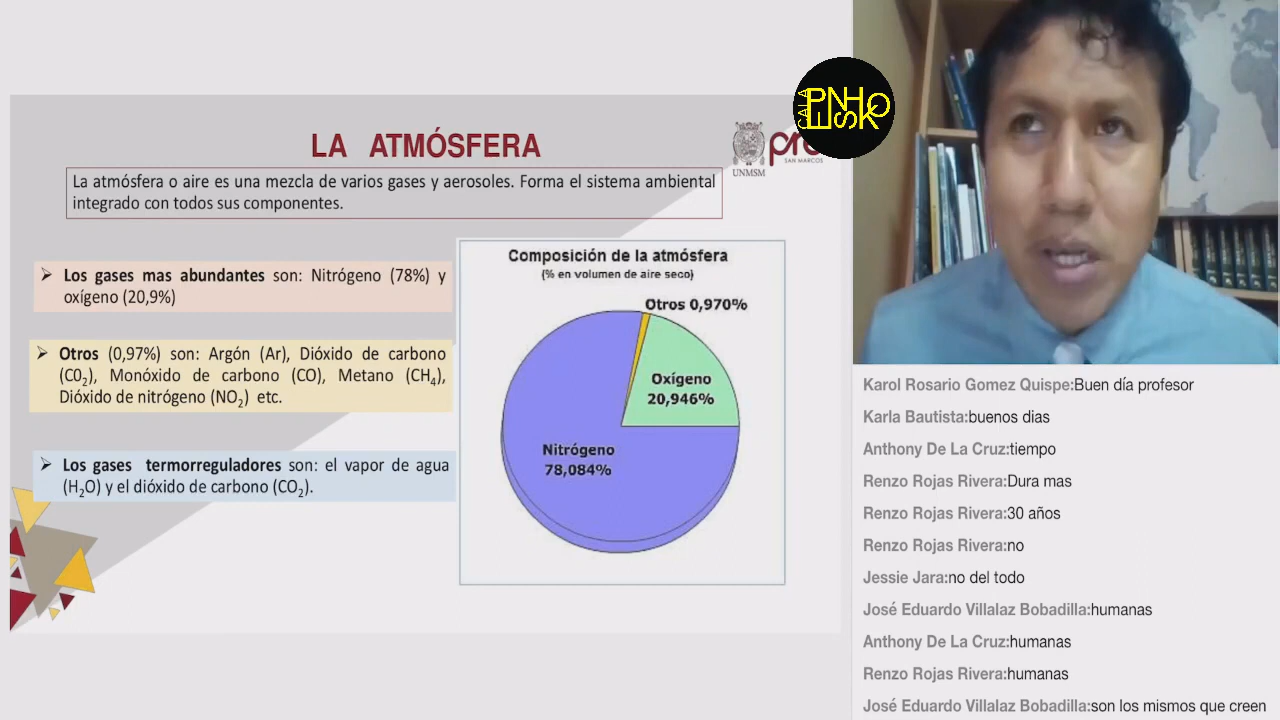 LA ATMÓSFERA
UNMSM
SAN MARCOS
La atmósfera o aire es una mezcla de varios gases y aerosoles. Forma el sistema ambiental
integrado con todos sus componentes.
Los gases mas abundantes son: Nitrógeno (78%) y
oxígeno (20,9%)
Otros (0,97%) son: Argón (Ar), Dióxido de carbono
(C0₂), Monóxido de carbono (CO), Metano (CH₄),
Dióxido de nitrógeno (NO₂) etc.
Los gases termorreguladores son: el vapor de agua
(H₂O) y el dióxido de carbono (CO₂).
Composición de la atmósfera
(% en volumen de aire seco)
Otros 0,970%
Oxígeno
20,946%
Nitrógeno
78,084%
Karol Rosario Gomez Quispe:Buen día profesor
Karla Bautista:buenos dias
Anthony De La Cruz:tiempo
Renzo Rojas Rivera:Dura mas
Renzo Rojas Rivera:30 años
Renzo Rojas Rivera:no
Jessie Jara:no del todo
José Eduardo Villalaz Bobadilla:humanas
Anthony De La Cruz:humanas
Renzo Rojas Rivera:humanas
José Eduardo Villalaz Bobadilla:son los mismos que creen